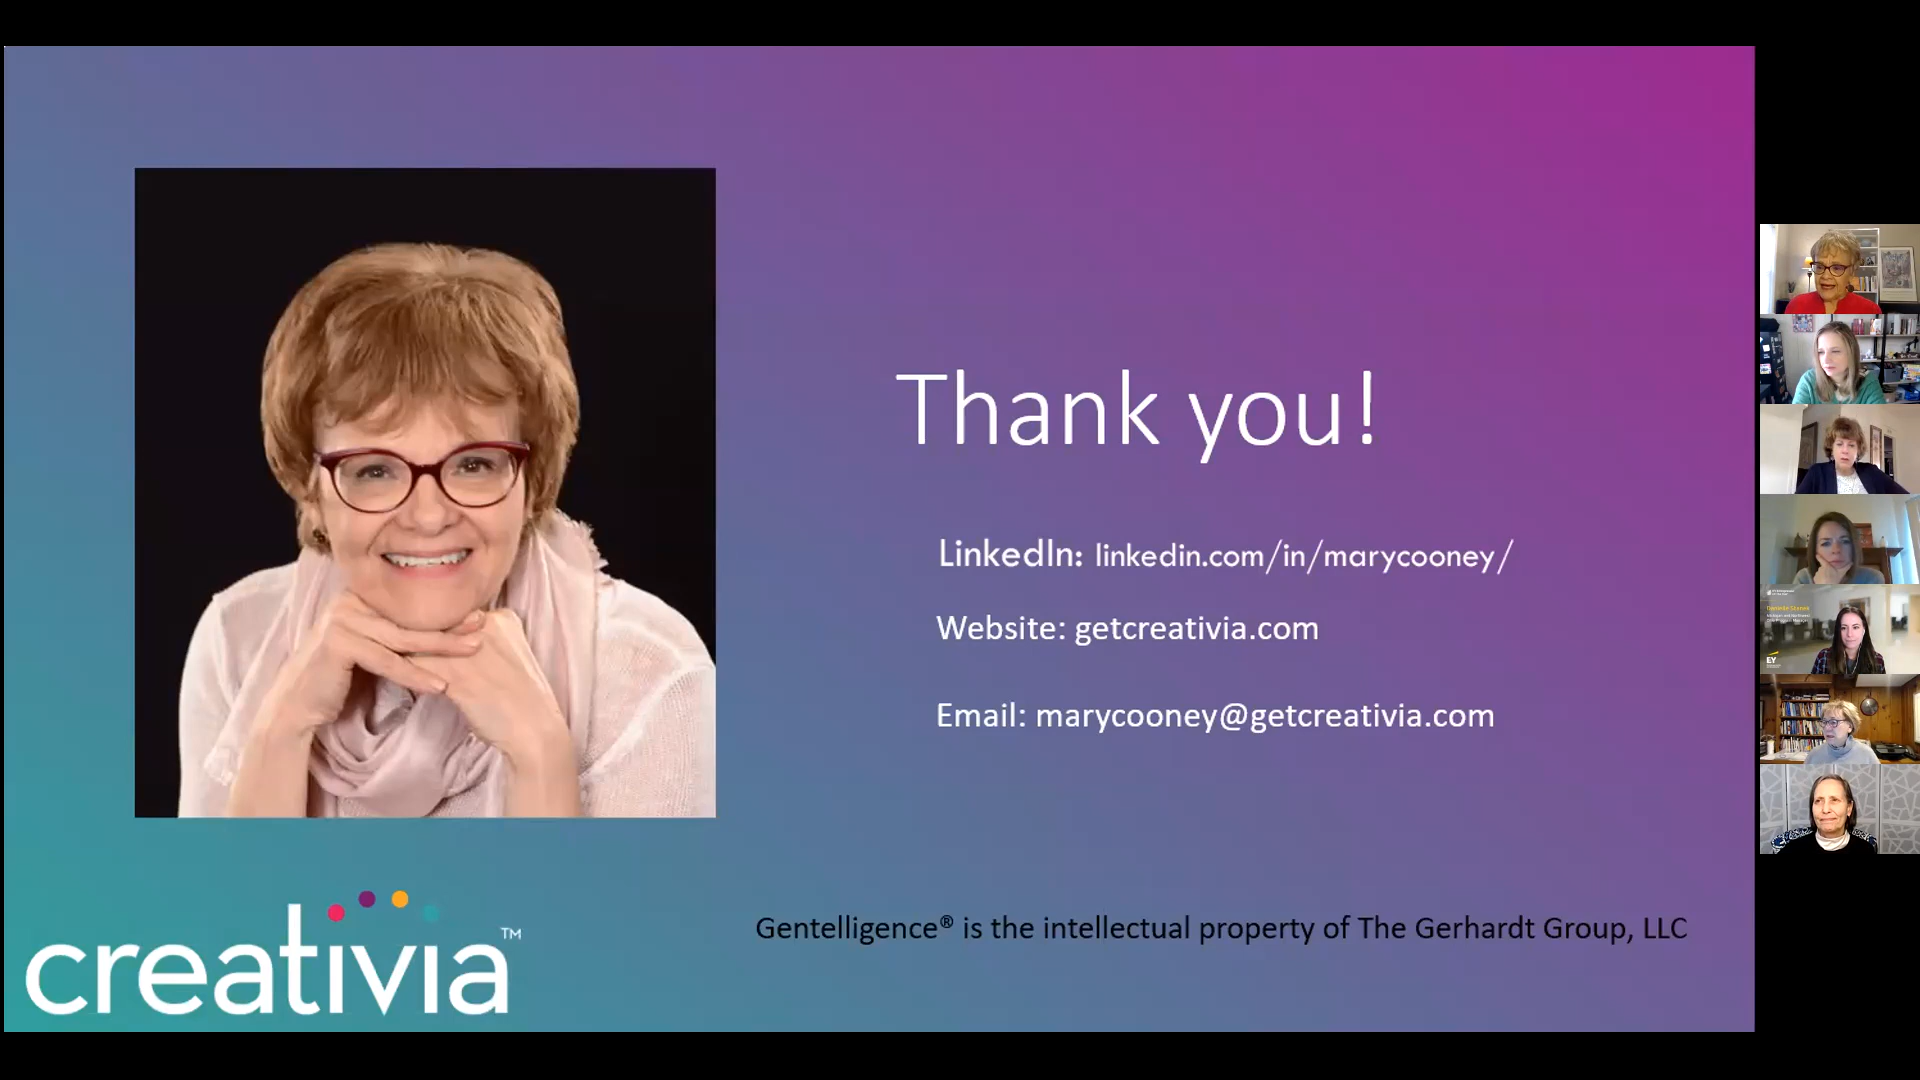 Thank you!
LinkedIn: linkedin.com/in/marycooney/
Website: getcreativia.com
Email: marycooney@getcreativia.com
creativia™
Gentelligence® is the intellectual property of The Gerhardt Group, LLC
EY